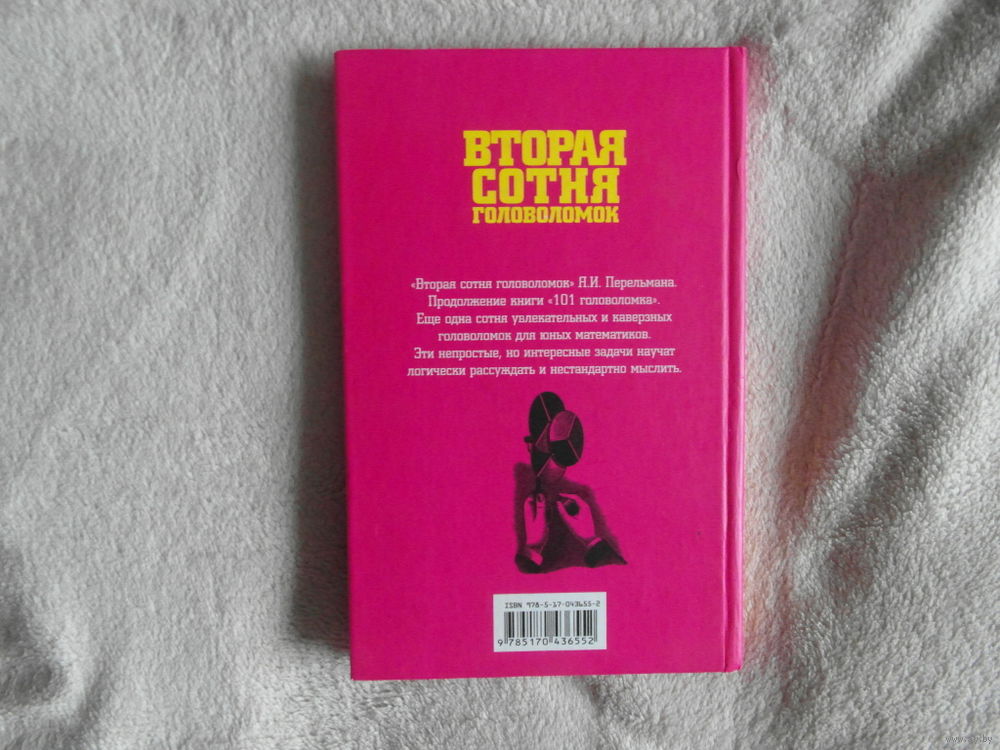 ВТОРАЯ
СОТНЯ
ГОЛОВОЛОМОК
«Вторая сотня головоломок» Я.И. Перельмана.
Продолжение книги «101 головоломка».
Еще одна сотня увлекательных и каверзных
головоломок для юных математиков.
Эти непростые, но интересные задачи научат
логически рассуждать и нестандартно мыслить.
ISBN 978-5-17-043655-2
9 785170 436552